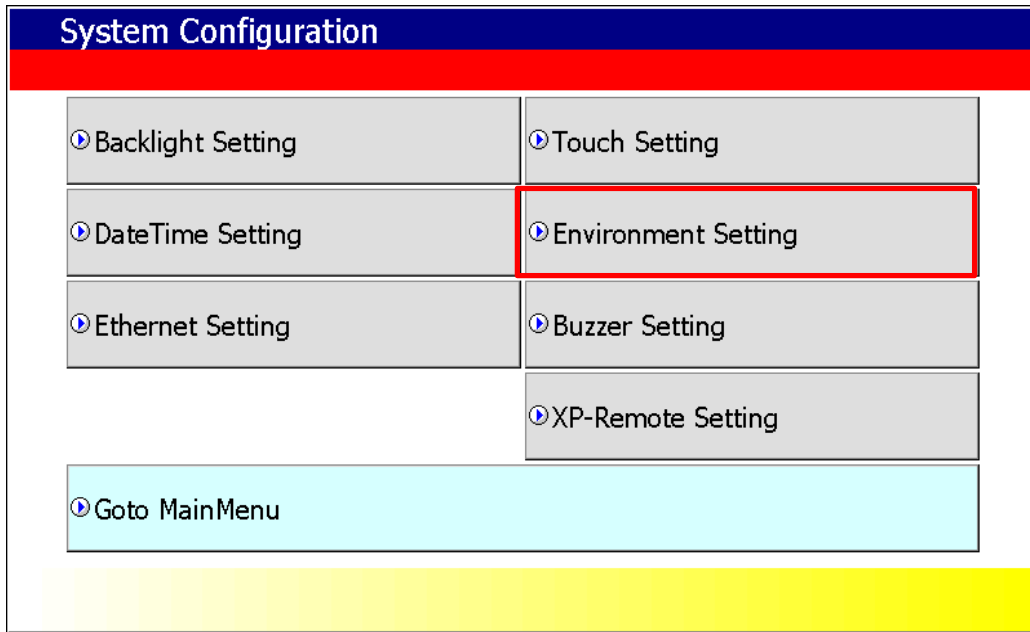 System Configuration
Backlight Setting
Touch Setting
DateTime Setting
Environment Setting
Ethernet Setting
Buzzer Setting
XP-Remote Setting
Goto MainMenu